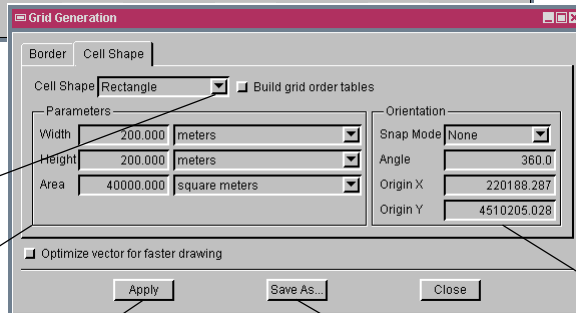 Grid Generation
Border Cell Shape
Cell Shape Rectangle Build grid order tables
Parameters Orientation
Width 200.000 meters Snap Mode None
Height 200.000 meters Angle 360.0
Area 40000.000 square meters Origin X 220188.287
Origin Y 4510205.028
Optimize vector for faster drawing
Apply Save As... Close